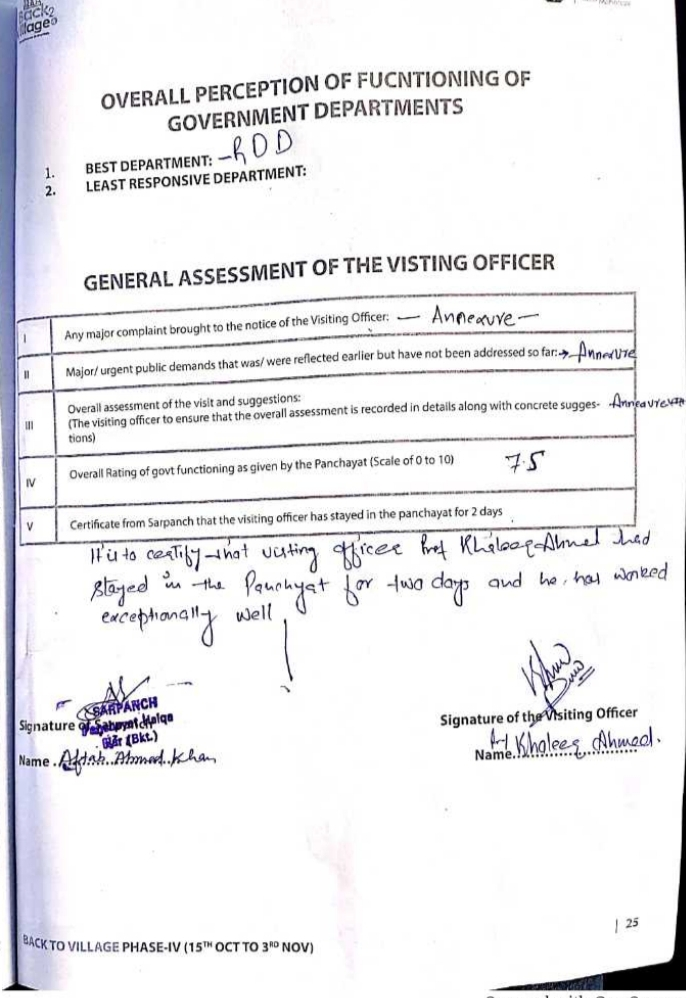 Back2
Village
OVERALL PERCEPTION OF FUCNTIONING OF
GOVERNMENT DEPARTMENTS
1. BEST DEPARTMENT: – RDD
2. LEAST RESPONSIVE DEPARTMENT:
GENERAL ASSESSMENT OF THE VISTING OFFICER
I Any major complaint brought to the notice of the Visiting Officer: — Annexure —
II Major/ urgent public demands that was/ were reflected earlier but have not been addressed so far: → Annexure
III Overall assessment of the visit and suggestions:
(The visiting officer to ensure that the overall assessment is recorded in details along with concrete sugges- Annexure
tions)
IV Overall Rating of govt functioning as given by the Panchayat (Scale of 0 to 10) 7.5
V Certificate from Sarpanch that the visiting officer has stayed in the panchayat for 2 days
It is to certify that visting officer Prof Khaleeq Ahmed had
stayed in the Panchyat for two days and he has worked
exceptionally well
SARPANCH
Signature of Halqa
(Bkt.)
Name . Aftab Ahmed Khan
Signature of the Visiting Officer
Name. Khaleeq Ahmed.
| 25
BACK TO VILLAGE PHASE-IV (15TH OCT TO 3RD NOV)